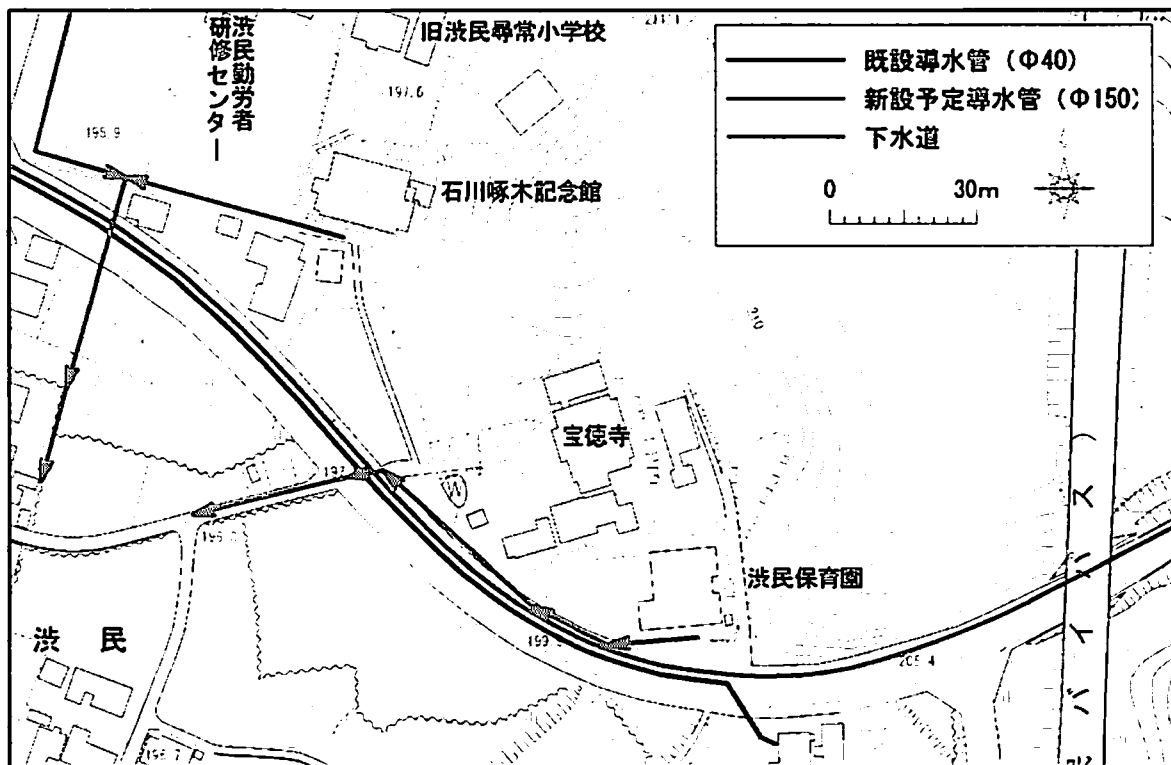 旧渋民尋常小学校
渋民勤労者
研修センター
197.6
195.9
石川啄木記念館
既設導水管（Φ40）
新設予定導水管（Φ150）
下水道
0 30m
210
宝徳寺
渋民保育園
197.
199.
205.4
渋 民
バイパス）